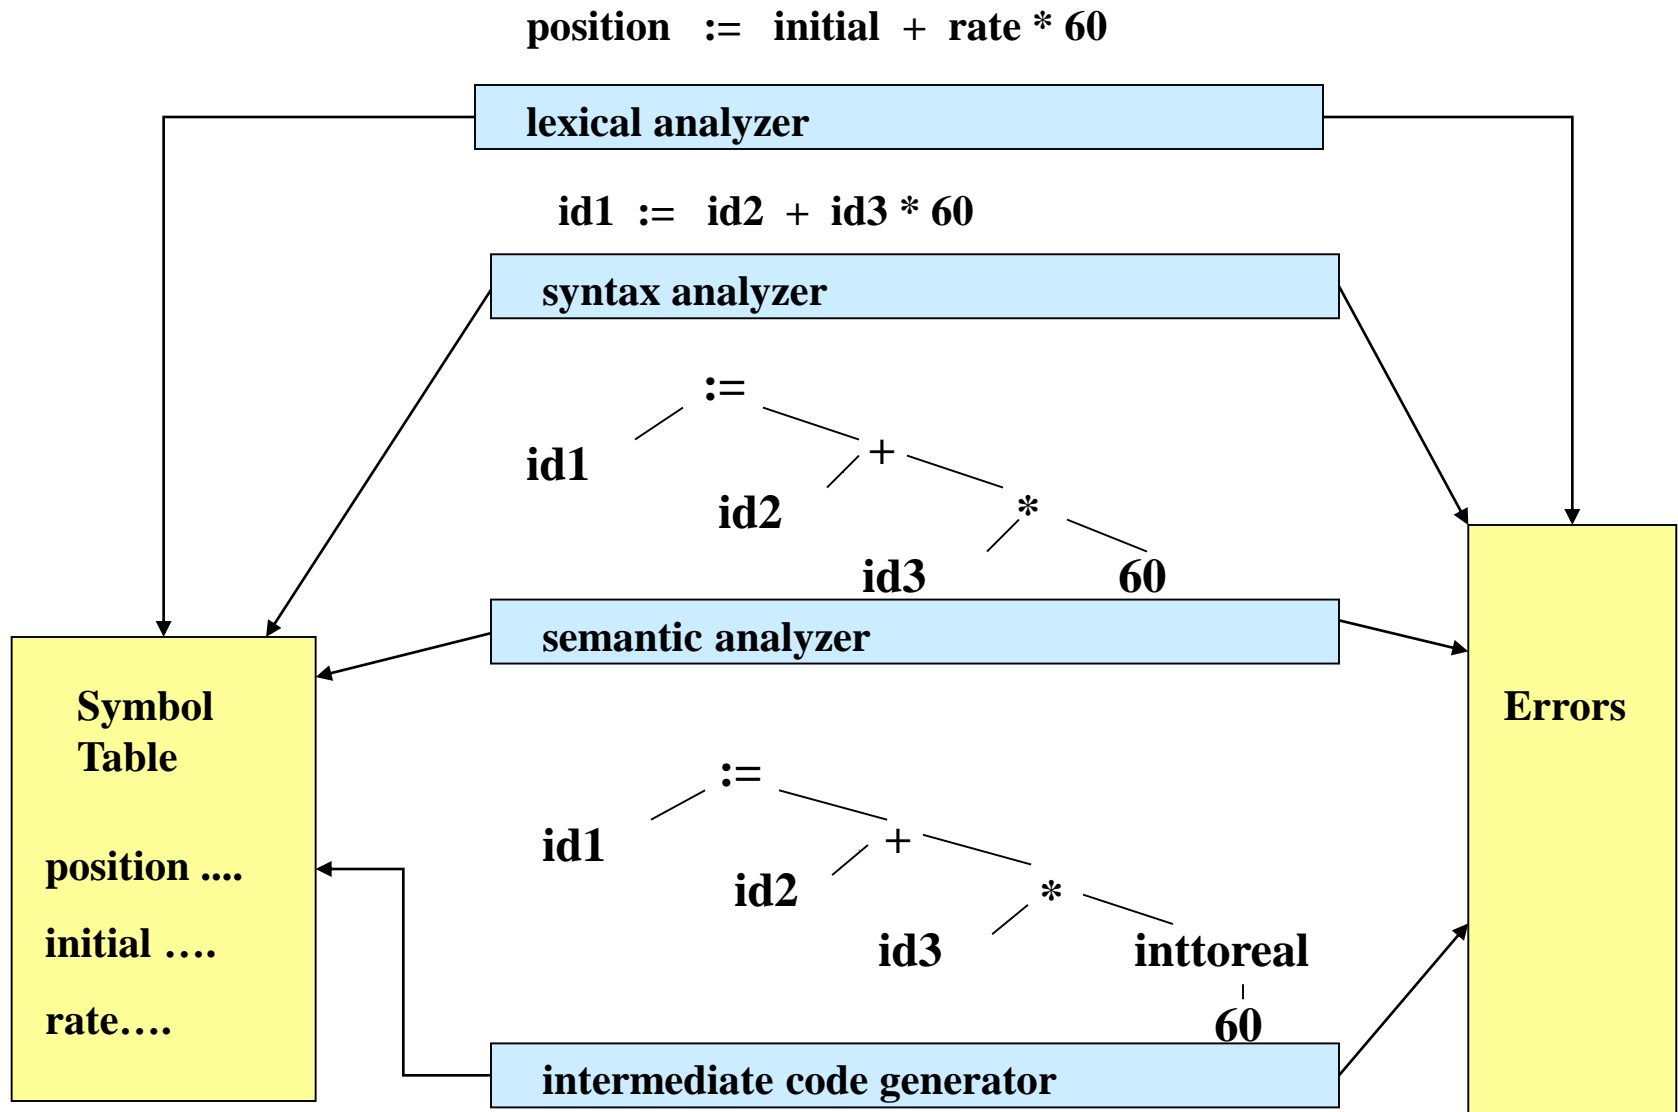 position := initial + rate * 60
lexical analyzer
id1 := id2 + id3 * 60
syntax analyzer
:=
id1
+
id2
*
id3 60
semantic analyzer
Symbol
Table
position ....
initial ….
rate….
Errors
:=
id1
+
id2
*
id3 inttoreal
60
intermediate code generator